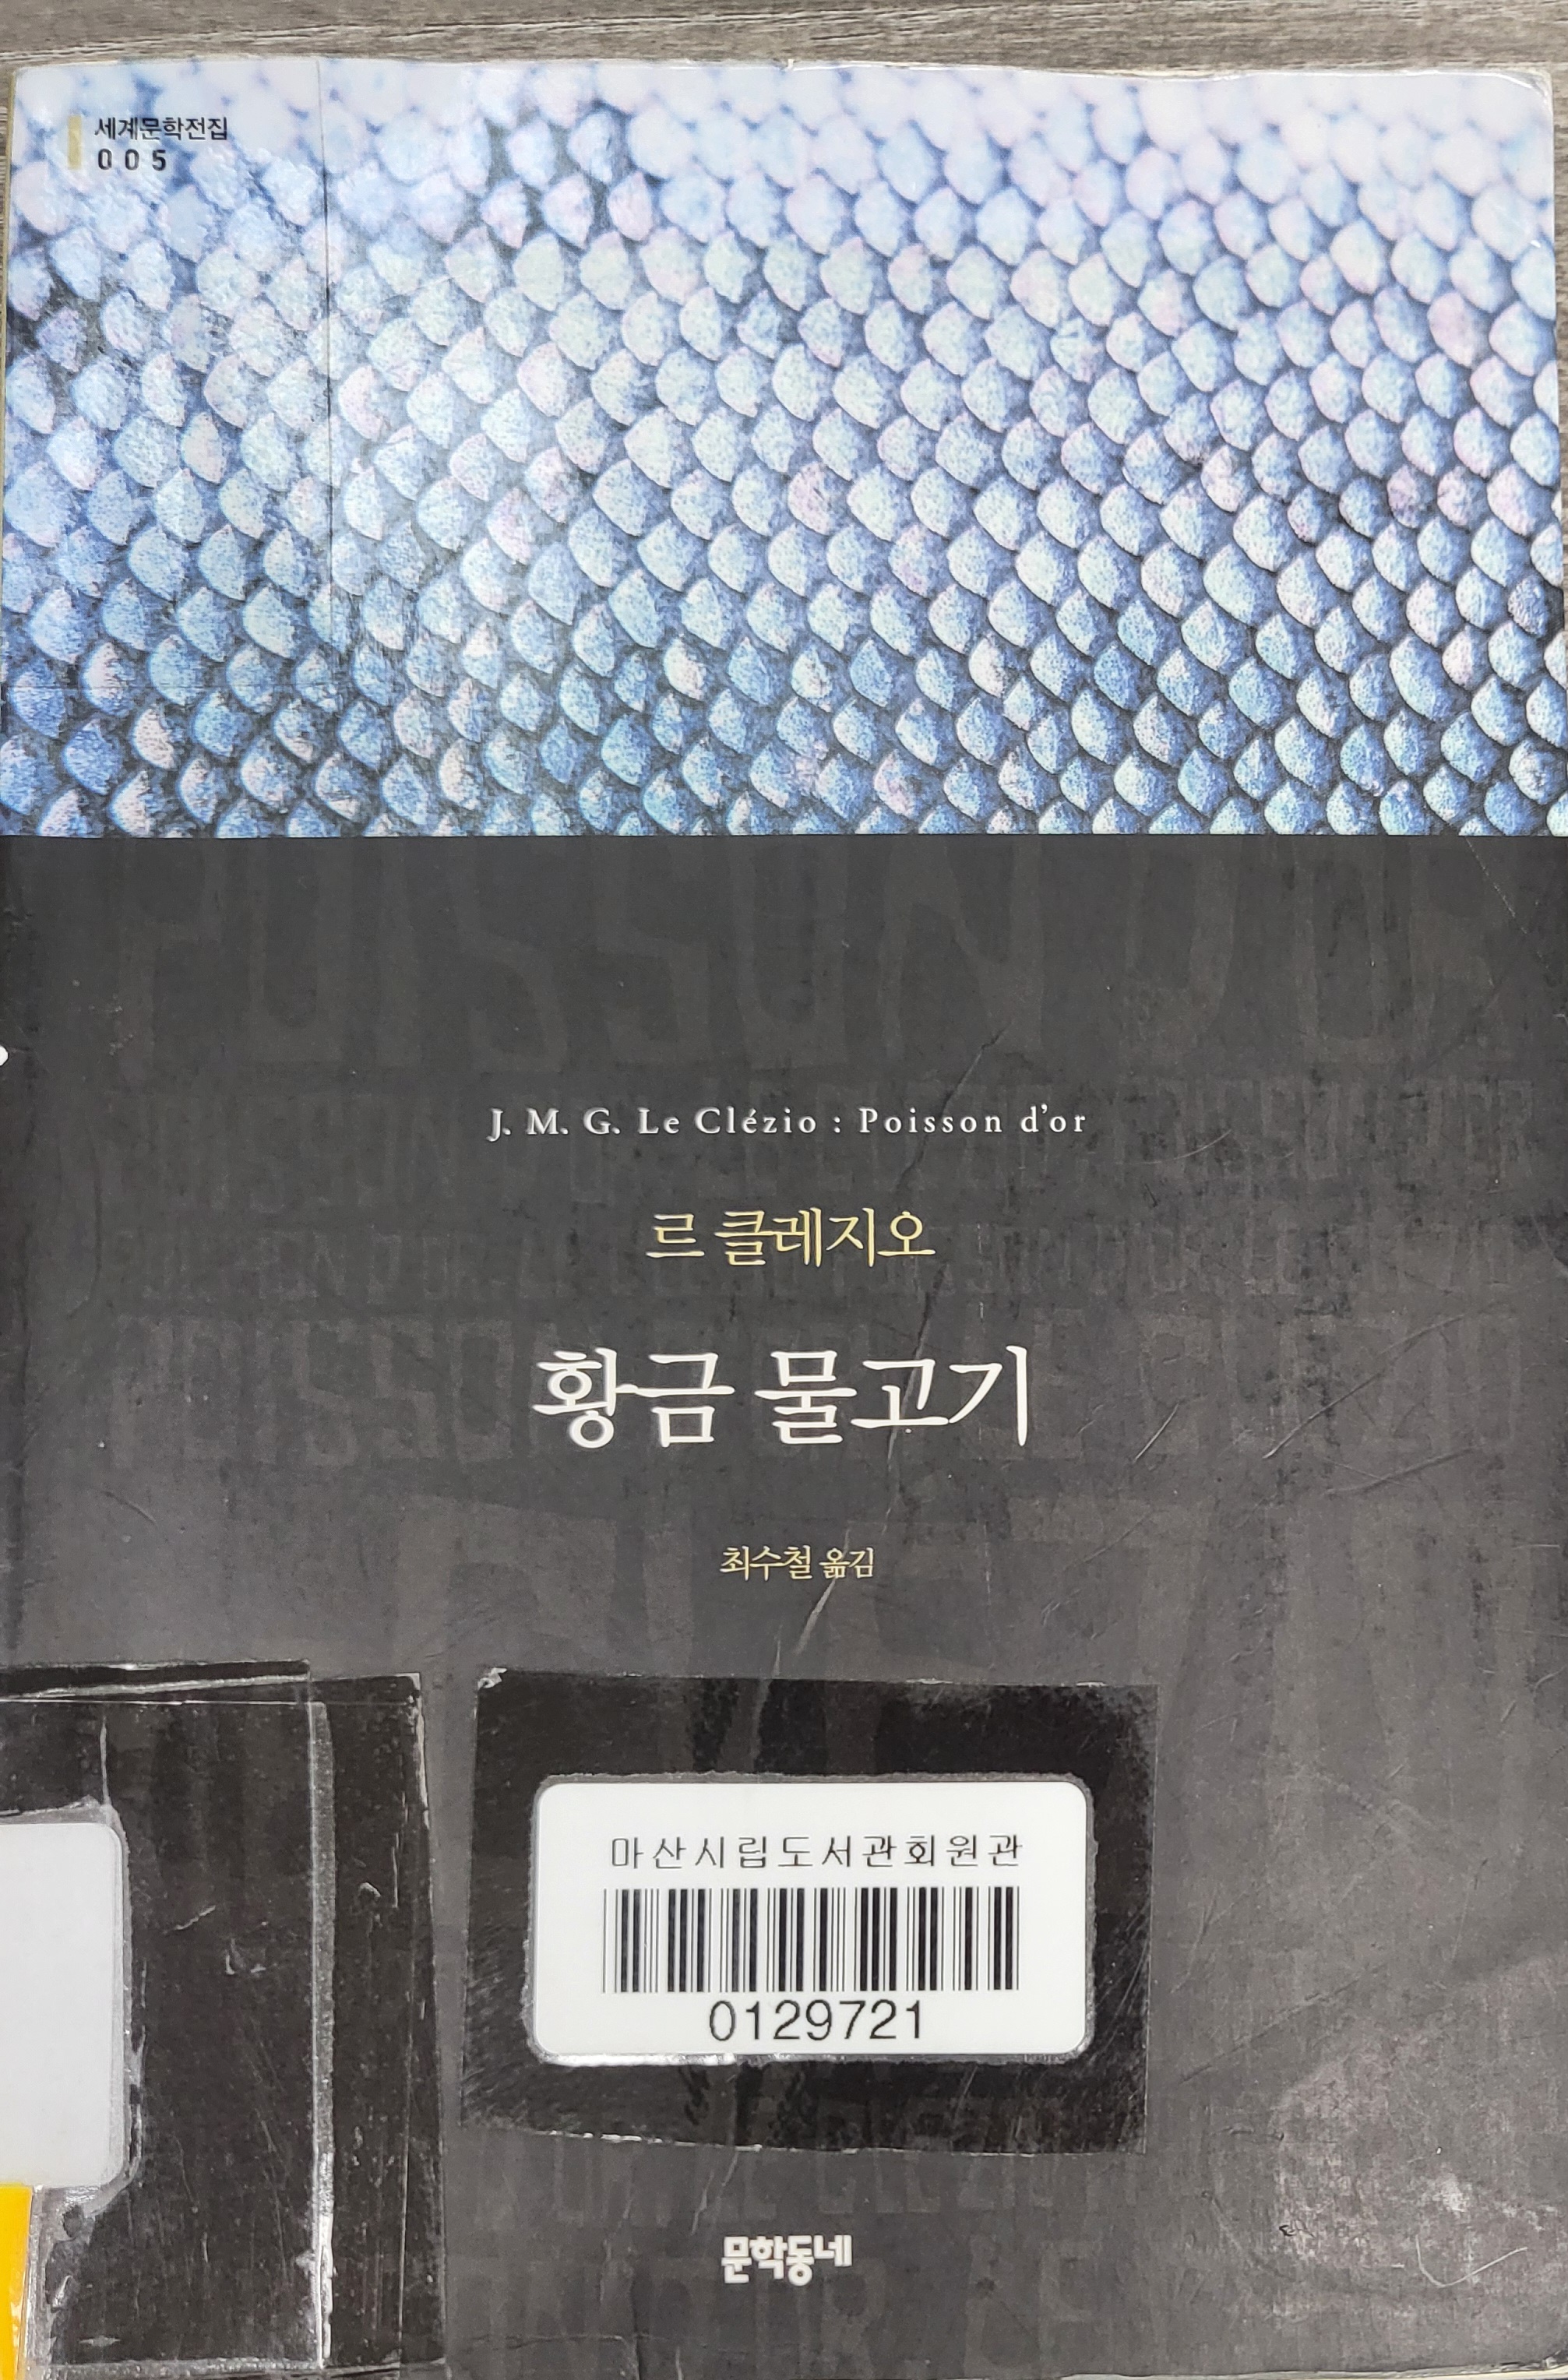 세계문학전집
005
J. M. G. Le Clézio : Poisson d'or
르 클레지오
황금 물고기
최수철 옮김
마산시립도서관회원관
0129721
문학동네